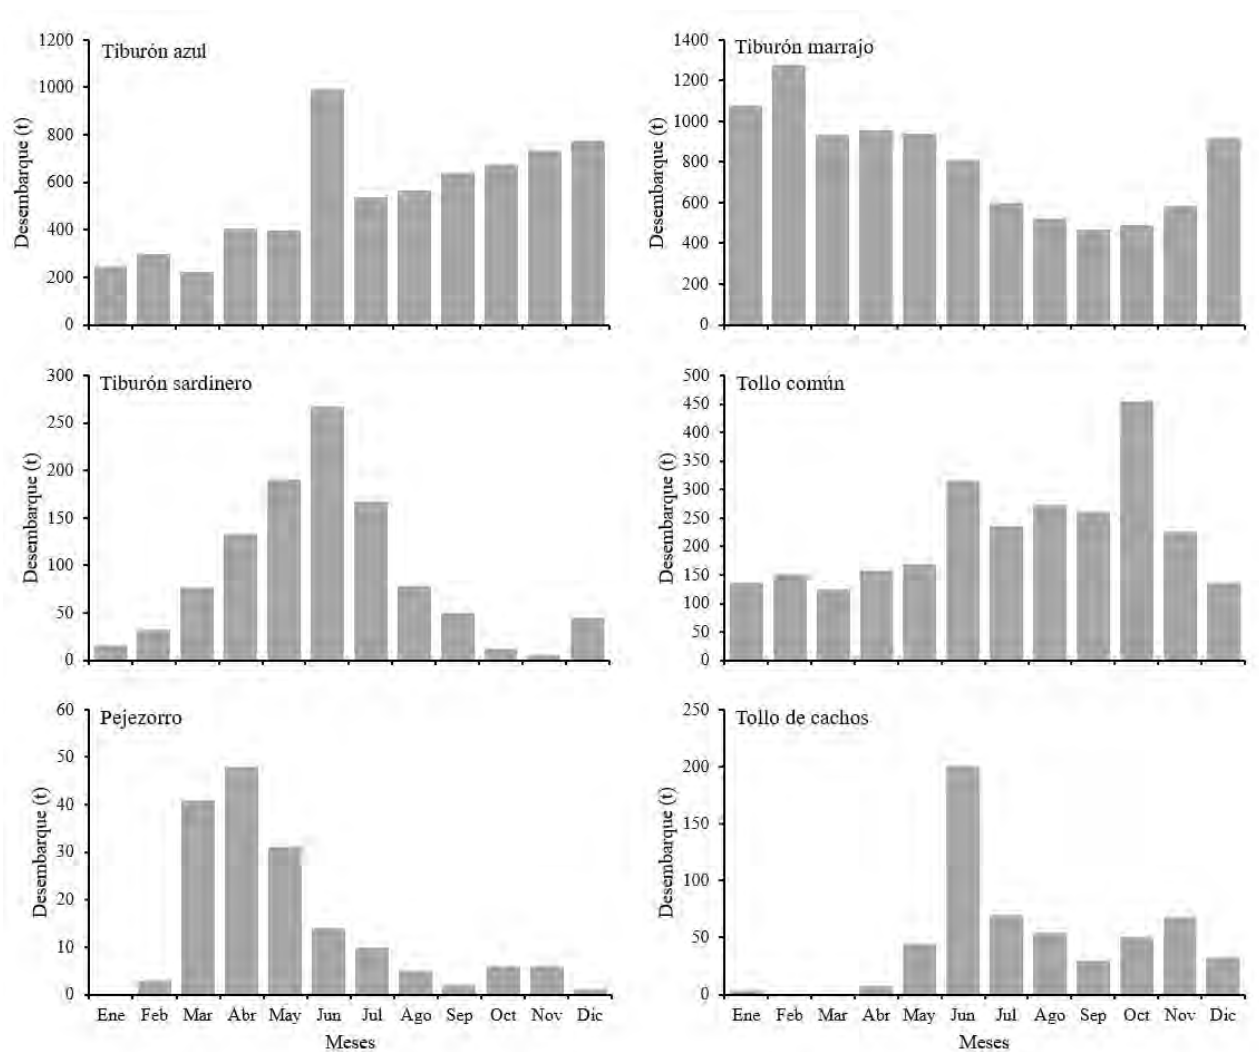 Tiburón azul
1200
1000
800
600
400
200
0
Desembarque (t)
Tiburón marrajo
1400
1200
1000
800
600
400
200
0
Desembarque (t)
Tiburón sardinero
300
250
200
150
100
50
0
Desembarque (t)
Tollo común
500
450
400
350
300
250
200
150
100
50
0
Desembarque (t)
Pejezorro
60
50
40
30
20
10
0
Desembarque (t)
Ene Feb Mar Abr May Jun Jul Ago Sep Oct Nov Dic
Meses
Tollo de cachos
250
200
150
100
50
0
Desembarque (t)
Ene Feb Mar Abr May Jun Jul Ago Sep Oct Nov Dic
Meses